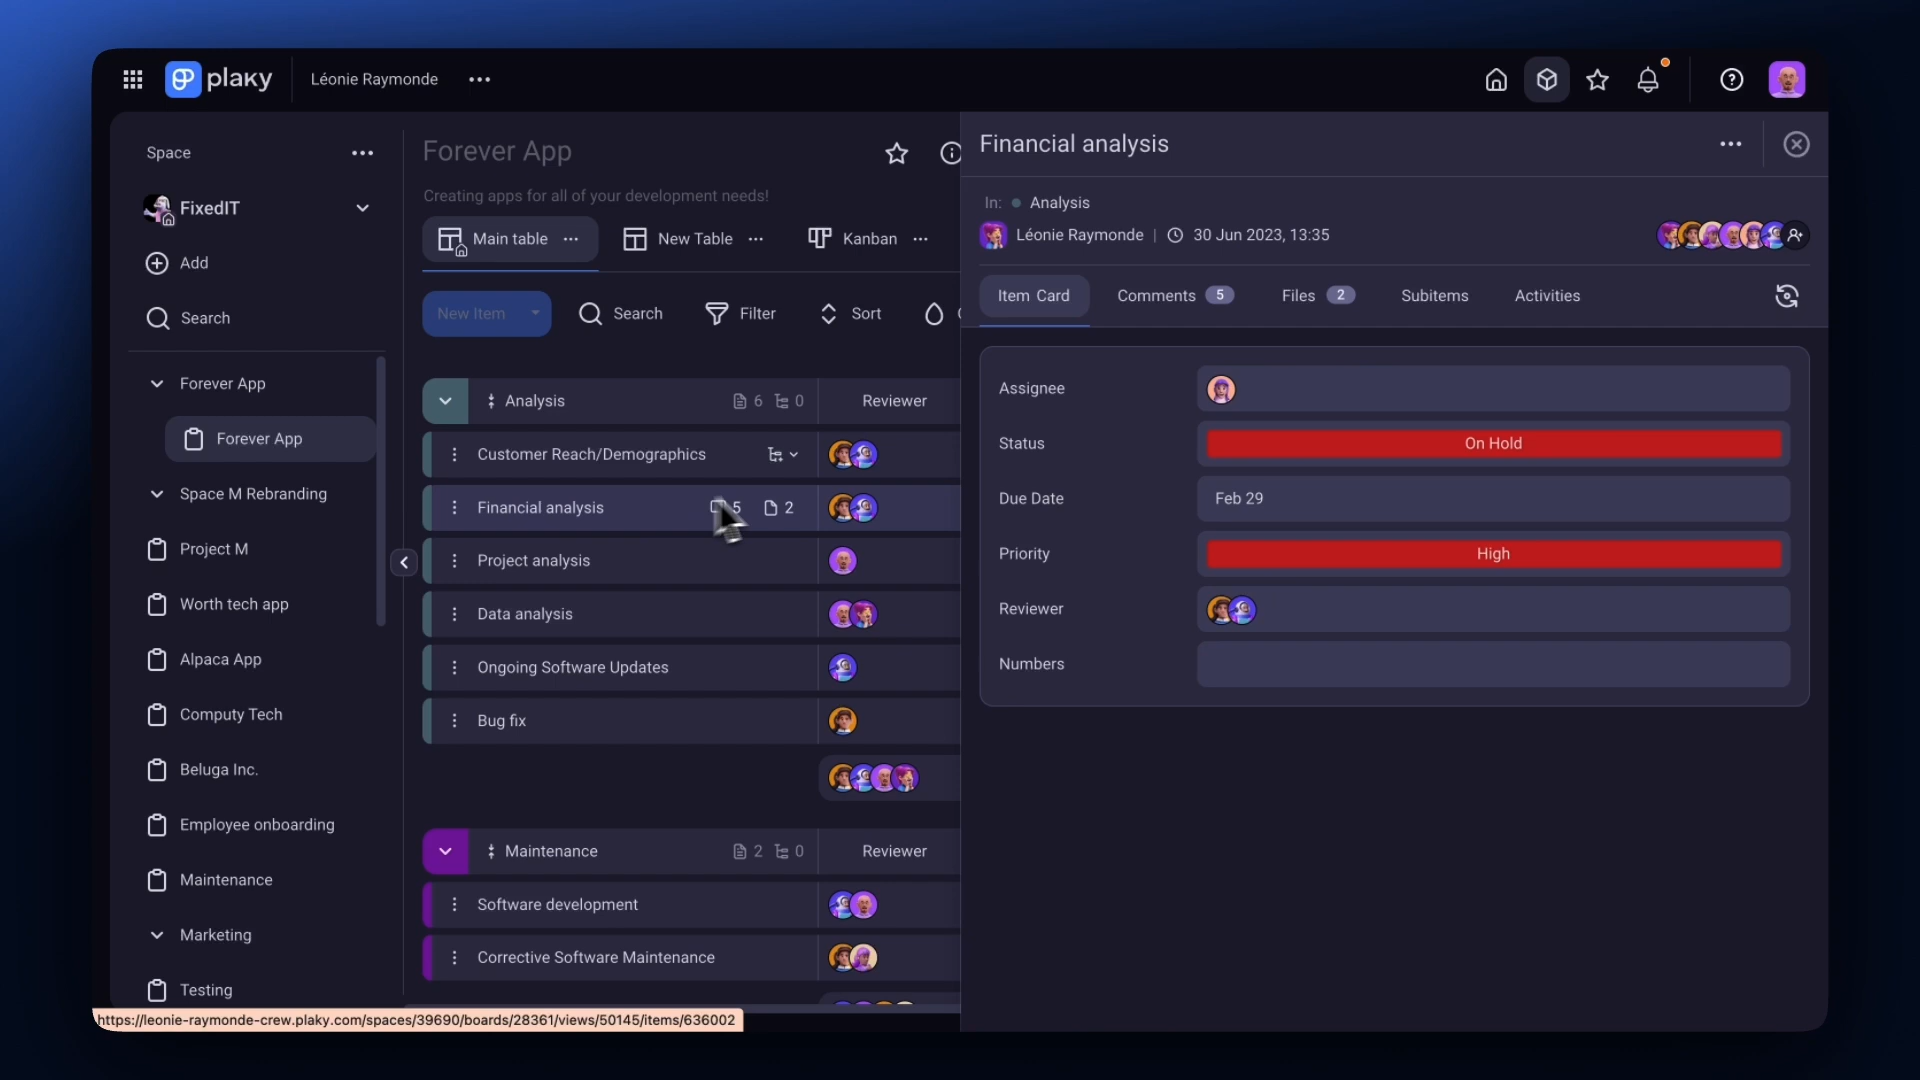 plaky
Léonie Raymonde
Space
FixedIT
Add
Search
Forever App
Forever App
Space M Rebranding
Project M
Worth tech app
Alpaca App
Computy Tech
Beluga Inc.
Employee onboarding
Maintenance
Marketing
Testing
Forever App
Creating apps for all of your development needs!
Main table
New Table
Kanban
New Item
Search
Filter
Sort
Analysis 6 0 Reviewer
Customer Reach/Demographics
Financial analysis 5 2
Project analysis
Data analysis
Ongoing Software Updates
Bug fix
Maintenance 2 0 Reviewer
Software development
Corrective Software Maintenance
Financial analysis
In: Analysis
Léonie Raymonde | 30 Jun 2023, 13:35
Item Card Comments 5 Files 2 Subitems Activities
Assignee
Status On Hold
Due Date Feb 29
Priority High
Reviewer
Numbers
https://leonie-raymonde-crew.plaky.com/spaces/39690/boards/28361/views/50145/items/636002